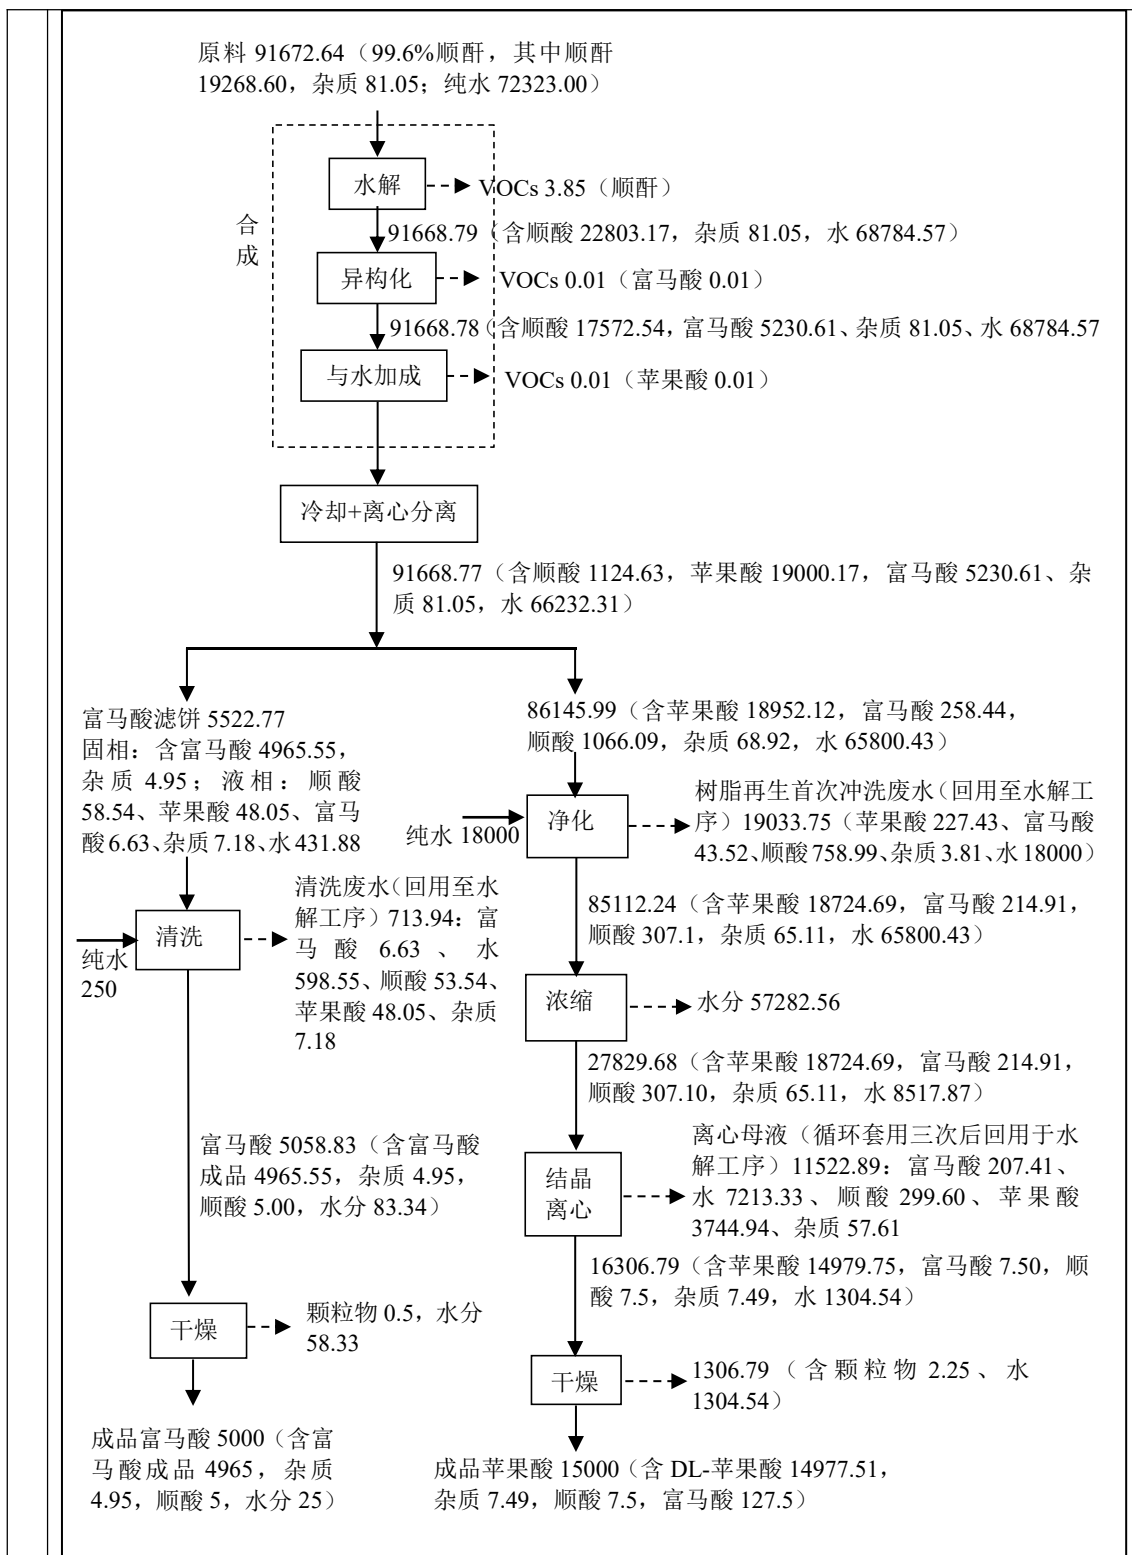 原料 91672.64（99.6%顺酐，其中顺酐
19268.60，杂质 81.05；纯水 72323.00）
水解
VOCs 3.85（顺酐）
合
成
91668.79（含顺酸 22803.17，杂质 81.05，水 68784.57）
异构化
VOCs 0.01（富马酸 0.01）
91668.78（含顺酸 17572.54，富马酸 5230.61、杂质 81.05、水 68784.57
与水加成
VOCs 0.01（苹果酸 0.01）
冷却+离心分离
91668.77（含顺酸 1124.63，苹果酸 19000.17，富马酸 5230.61、杂
质 81.05，水 66232.31）
富马酸滤饼 5522.77
固相：含富马酸 4965.55，
杂质 4.95；液相：顺酸
58.54、苹果酸 48.05、富马
酸 6.63、杂质 7.18、水 431.88
86145.99（含苹果酸 18952.12，富马酸 258.44，
顺酸 1066.09，杂质 68.92，水 65800.43）
纯水 18000
净化
树脂再生首次冲洗废水（回用至水解工
序）19033.75（苹果酸 227.43、富马酸
43.52、顺酸 758.99、杂质 3.81、水 18000）
纯水
250
清洗
清洗废水（回用至水
解工序）713.94：富
马酸 6.63、水
598.55、顺酸 53.54、
苹果酸 48.05、杂质
7.18
85112.24（含苹果酸 18724.69，富马酸 214.91，
顺酸 307.1，杂质 65.11，水 65800.43）
浓缩
水分 57282.56
27829.68（含苹果酸 18724.69，富马酸 214.91，
顺酸 307.10，杂质 65.11，水 8517.87）
富马酸 5058.83（含富马酸
成品 4965.55，杂质 4.95，
顺酸 5.00，水分 83.34）
结晶
离心
离心母液（循环套用三次后回用于水
解工序）11522.89：富马酸 207.41、
水 7213.33、顺酸 299.60、苹果酸
3744.94、杂质 57.61
16306.79（含苹果酸 14979.75，富马酸 7.50，顺
酸 7.5，杂质 7.49，水 1304.54）
干燥
颗粒物 0.5，水分
58.33
干燥
1306.79（含颗粒物 2.25、水
1304.54）
成品富马酸 5000（含富
马酸成品 4965，杂质
4.95，顺酸 5，水分 25）
成品苹果酸 15000（含 DL-苹果酸 14977.51，
杂质 7.49，顺酸 7.5，富马酸 127.5）